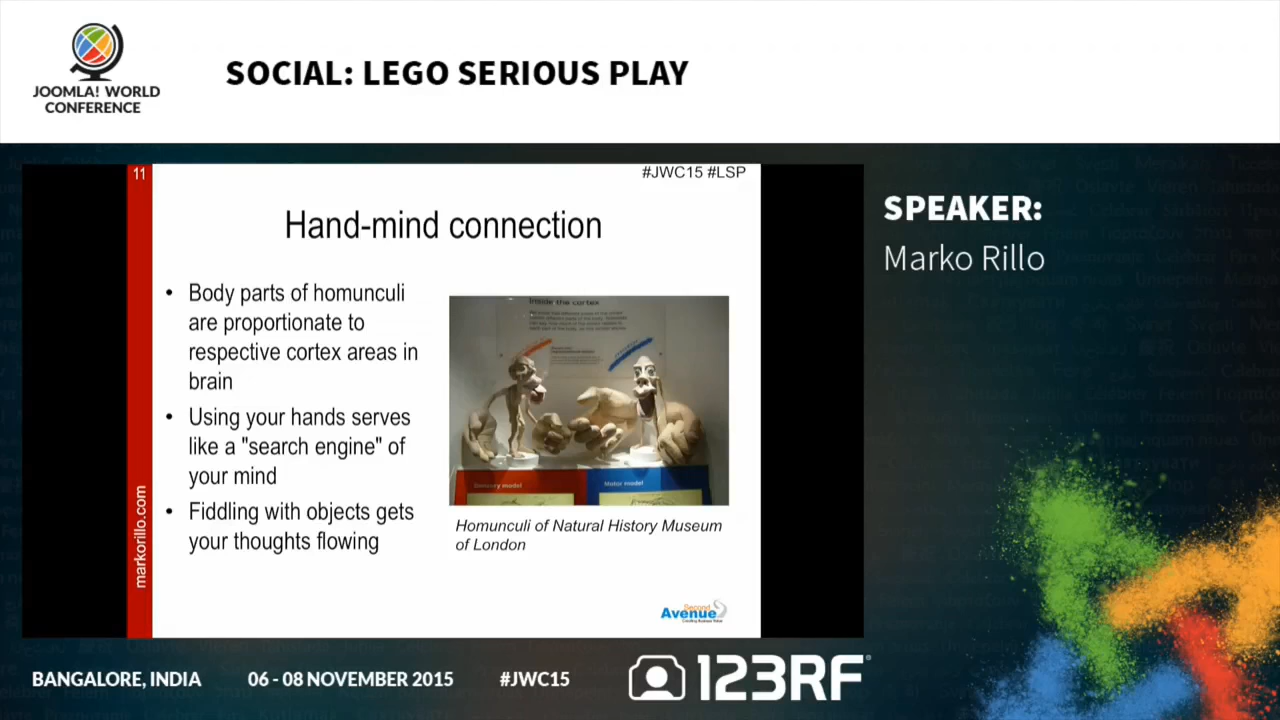 JOOMLA! WORLD
CONFERENCE
SOCIAL: LEGO SERIOUS PLAY
11
#JWC15 #LSP
Hand-mind connection
• Body parts of homunculi
are proportionate to
respective cortex areas in
brain
• Using your hands serves
like a "search engine" of
your mind
• Fiddling with objects gets
your thoughts flowing
Inside the cortex
Sensory model
Motor model
Homunculi of Natural History Museum
of London
markorillo.com
Second
Avenue
Creating Business Value
SPEAKER:
Marko Rillo
BANGALORE, INDIA
06 - 08 NOVEMBER 2015
#JWC15
123RF®